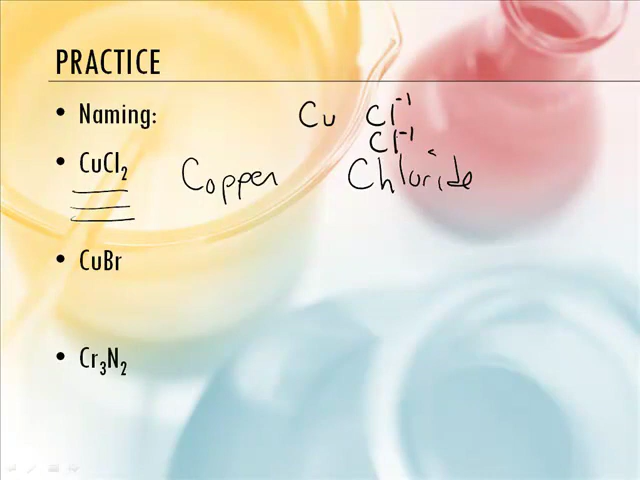 PRACTICE
• Naming:
Cu Cl⁻¹
Cl⁻¹
• CuCl₂
Copper Chloride
• CuBr
• Cr₃N₂